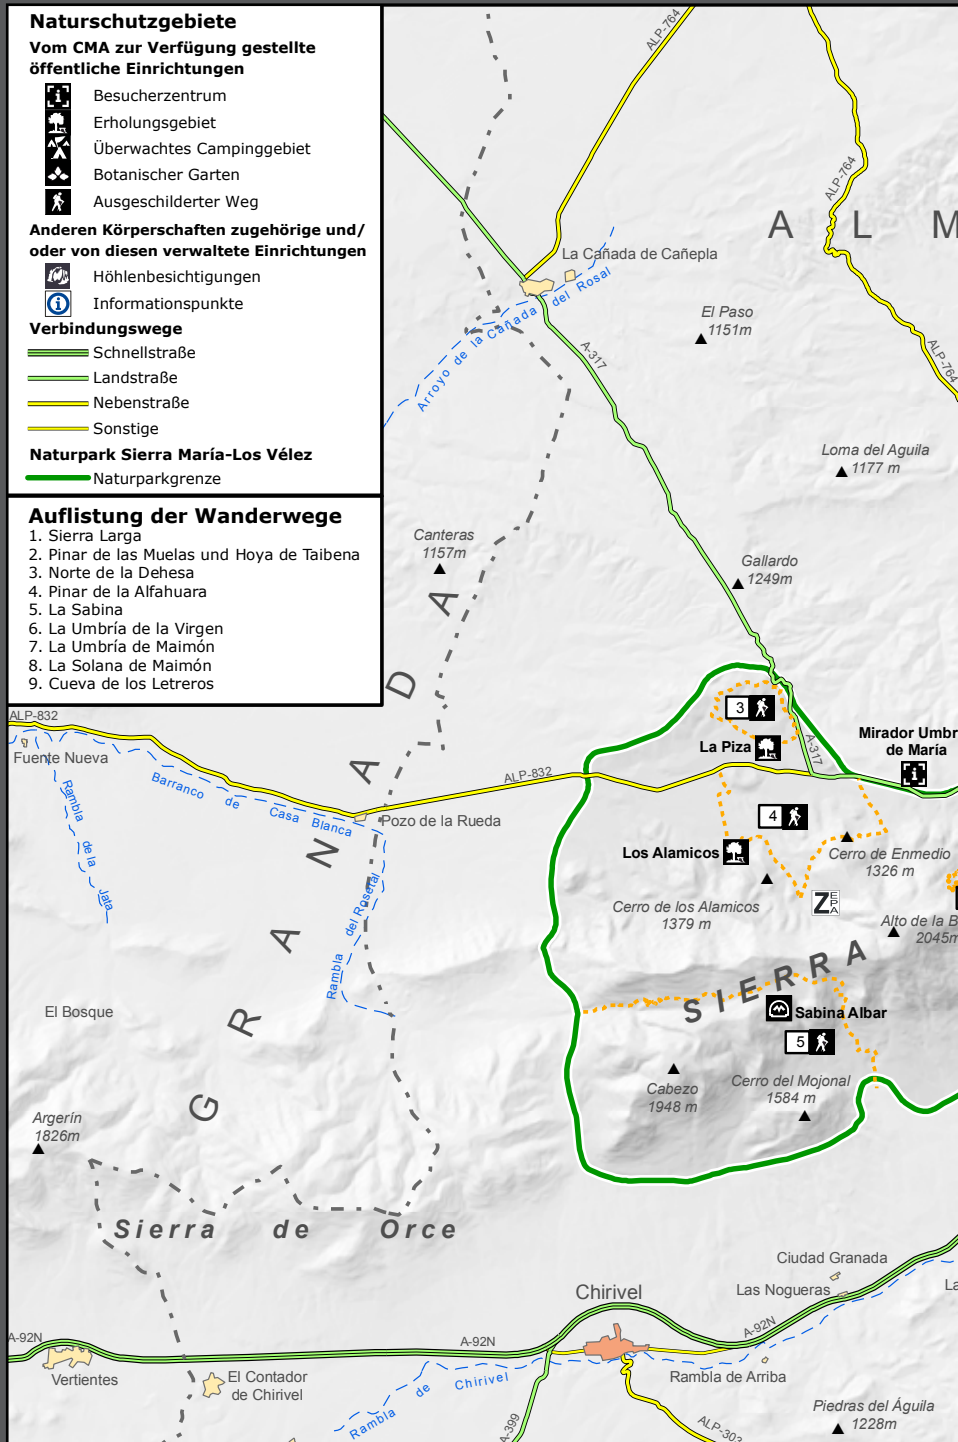 Naturschutzgebiete
Vom CMA zur Verfügung gestellte
öffentliche Einrichtungen
Besucherzentrum
Erholungsgebiet
Überwachtes Campinggebiet
Botanischer Garten
Ausgeschilderter Weg
Anderen Körperschaften zugehörige und/
oder von diesen verwaltete Einrichtungen
Höhlenbesichtigungen
Informationspunkte
Verbindungswege
Schnellstraße
Landstraße
Nebenstraße
Sonstige
Naturpark Sierra María-Los Vélez
Naturparkgrenze
Auflistung der Wanderwege
1. Sierra Larga
2. Pinar de las Muelas und Hoya de Taibena
3. Norte de la Dehesa
4. Pinar de la Alfahuara
5. La Sabina
6. La Umbría de la Virgen
7. La Umbría de Maimón
8. La Solana de Maimón
9. Cueva de los Letreros
ALP-764
ALP-764
A L M
La Cañada de Cañepla
Arroyo de la Cañada del Rosal
El Paso
1151m
A-317
ALP-764
Loma del Aguila
1177 m
Canteras
1157m
Gallardo
1249m
GRANADA
3
La Piza
A-317
Mirador Umbr
de María
ALP-832
Fuente Nueva
Barranco de Casa Blanca
Rambla de la Jata
ALP-832
Pozo de la Rueda
Rambla del Roseral
4
Los Alamicos
Cerro de Enmedio
1326 m
ZEPA
Cerro de los Alamicos
1379 m
Alto de la B
2045m
SIERRA
El Bosque
Sabina Albar
5
Cabezo
1948 m
Cerro del Mojonal
1584 m
Argerín
1826m
Sierra de Orce
Ciudad Granada
Las Nogueras
La
Chirivel
A-92N
A-92N
A-92N
Vertientes
El Contador
de Chirivel
Rambla de Chirivel
Rambla de Arriba
A-399
ALP-303
Piedras del Águila
1228m